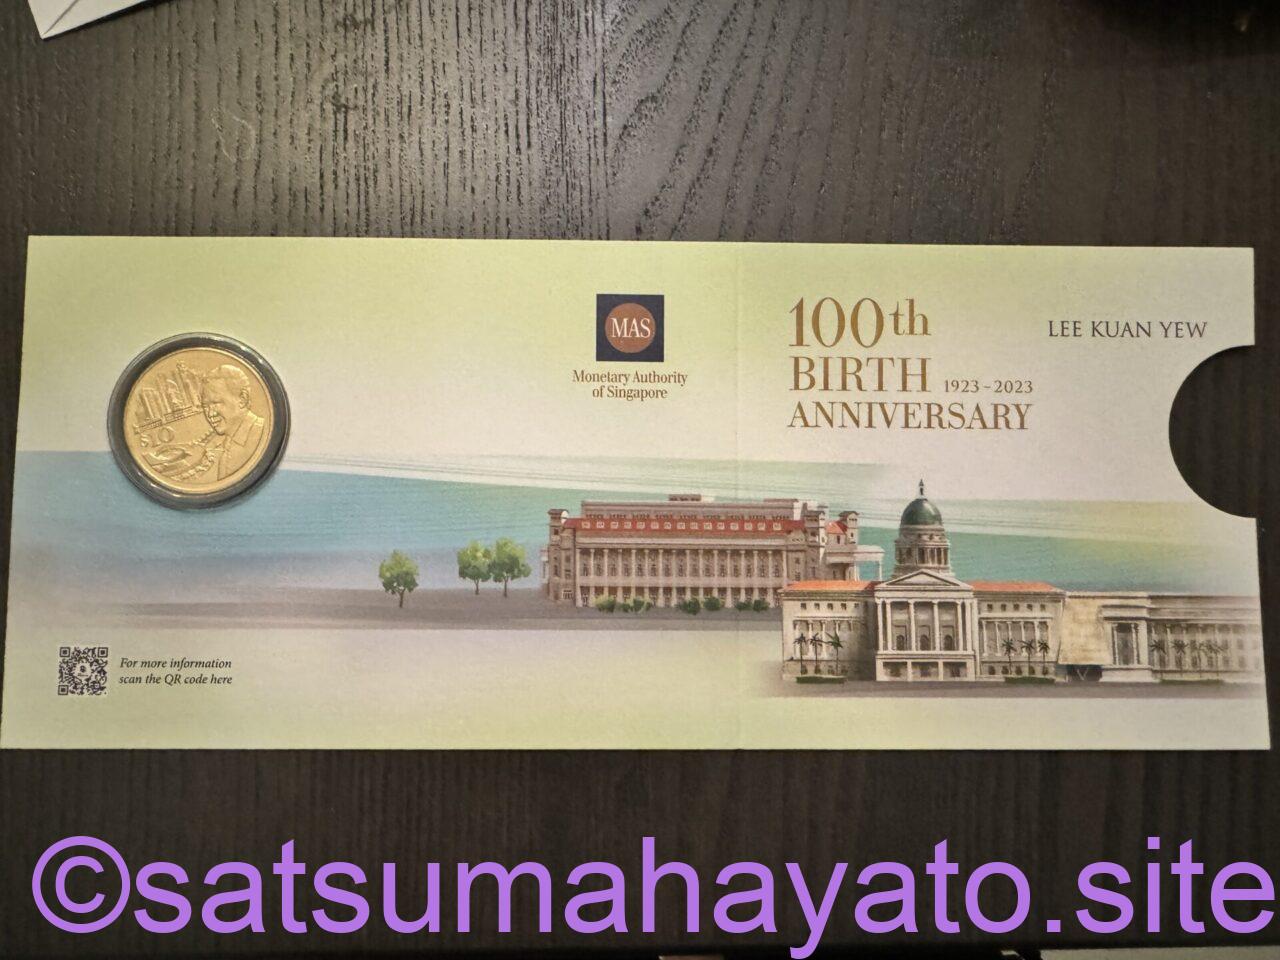 MAS
Monetary Authority
of Singapore
100th
BIRTH 1923-2023
ANNIVERSARY
LEE KUAN YEW
$10
For more information
scan the QR code here
©satsumahayato.site